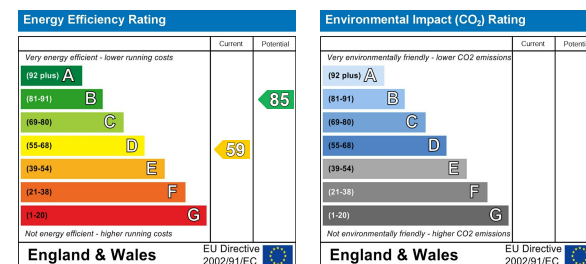 Energy Efficiency Rating
Current Potential
Very energy efficient - lower running costs
(92 plus) A
(81-91) B
(69-80) C
(55-68) D
(39-54) E
(21-38) F
(1-20) G
85
59
Not energy efficient - higher running costs
England & Wales
EU Directive
2002/91/EC
Environmental Impact (CO₂) Rating
Current Potenti
Very environmentally friendly - lower CO2 emissions
(92 plus) A
(81-91) B
(69-80) C
(55-68) D
(39-54) E
(21-38) F
(1-20) G
Not environmentally friendly - higher CO2 emissions
England & Wales
EU Directive
2002/91/EC